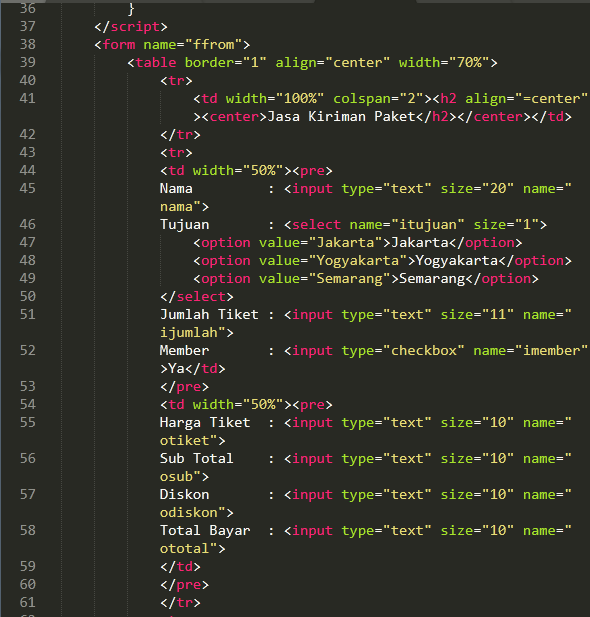 36 }
37 </script>
38 <form name="ffrom">
39 <table border="1" align="center" width="70%">
40 <tr>
41 <td width="100%" colspan="2"><h2 align="=center"
><center>Jasa Kiriman Paket</h2></center></td>
42 </tr>
43 <tr>
44 <td width="50%"><pre>
45 Nama : <input type="text" size="20" name="
nama">
46 Tujuan : <select name="itujuan" size="1">
47 <option value="Jakarta">Jakarta</option>
48 <option value="Yogyakarta">Yogyakarta</option>
49 <option value="Semarang">Semarang</option>
50 </select>
51 Jumlah Tiket : <input type="text" size="11" name="
ijumlah">
52 Member : <input type="checkbox" name="imember"
>Ya</td>
53 </pre>
54 <td width="50%"><pre>
55 Harga Tiket : <input type="text" size="10" name="
otiket">
56 Sub Total : <input type="text" size="10" name="
osub">
57 Diskon : <input type="text" size="10" name="
odiskon">
58 Total Bayar : <input type="text" size="10" name="
ototal">
59 </td>
60 </pre>
61 </tr>